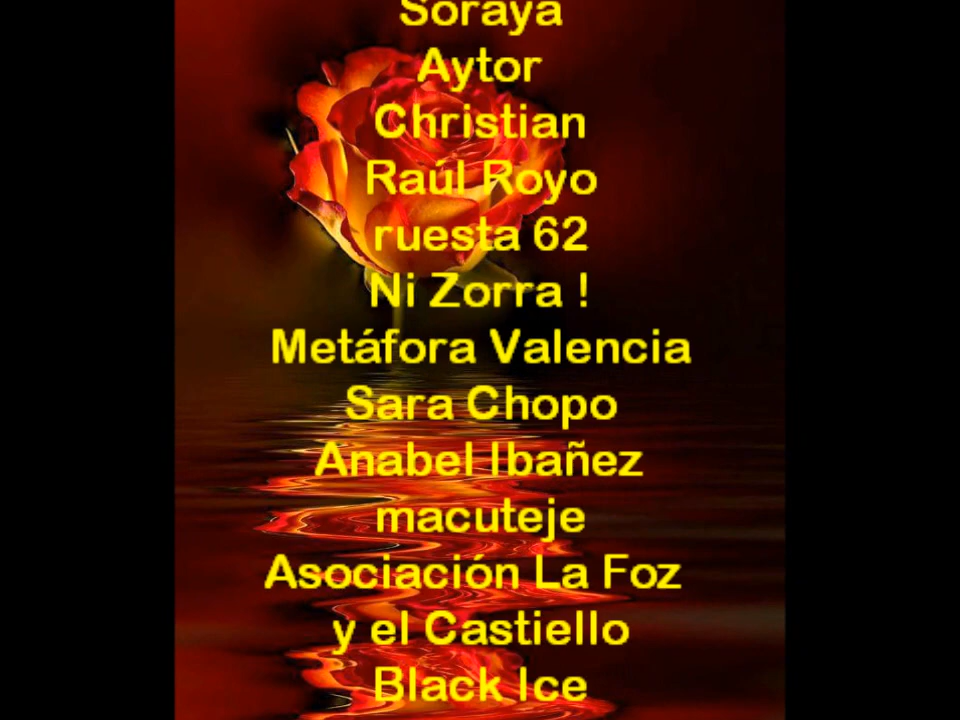 Soraya
Aytor
Christian
Raúl Royo
ruesta 62
Ni Zorra !
Metáfora Valencia
Sara Chopo
Anabel Ibañez
macuteje
Asociación La Foz
y el Castiello
Black Ice